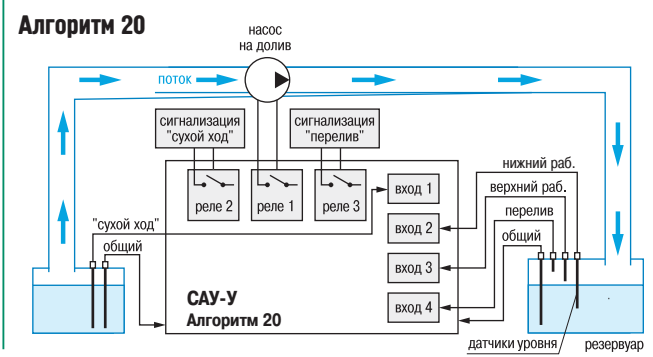 Алгоритм 20
насос
на долив
поток
сигнализация
"сухой ход"
сигнализация
"перелив"
реле 2
реле 1
реле 3
вход 1
вход 2
вход 3
вход 4
нижний раб.
верхний раб.
перелив
общий
"сухой ход"
общий
САУ-У
Алгоритм 20
датчики уровня
резервуар